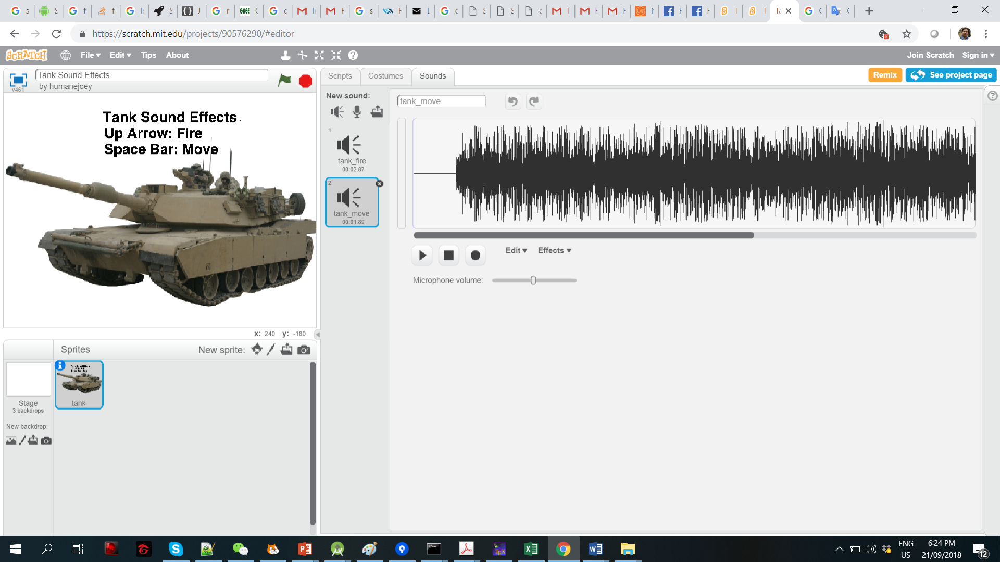 https://scratch.mit.edu/projects/90576290/#editor
SCRATCH
File Edit Tips About
Join Scratch Sign in
Tank Sound Effects
v461
by humanejoey
Scripts Costumes Sounds
Remix See project page
New sound:
tank_move
Tank Sound Effects
Up Arrow: Fire
Space Bar: Move
1
tank_fire
00:02.87
2
tank_move
00:01.89
Edit Effects
Microphone volume:
x: 240 y: -180
Sprites New sprite:
tank
Stage
3 backdrops
New backdrop:
ENG
US
6:24 PM
21/09/2018
12